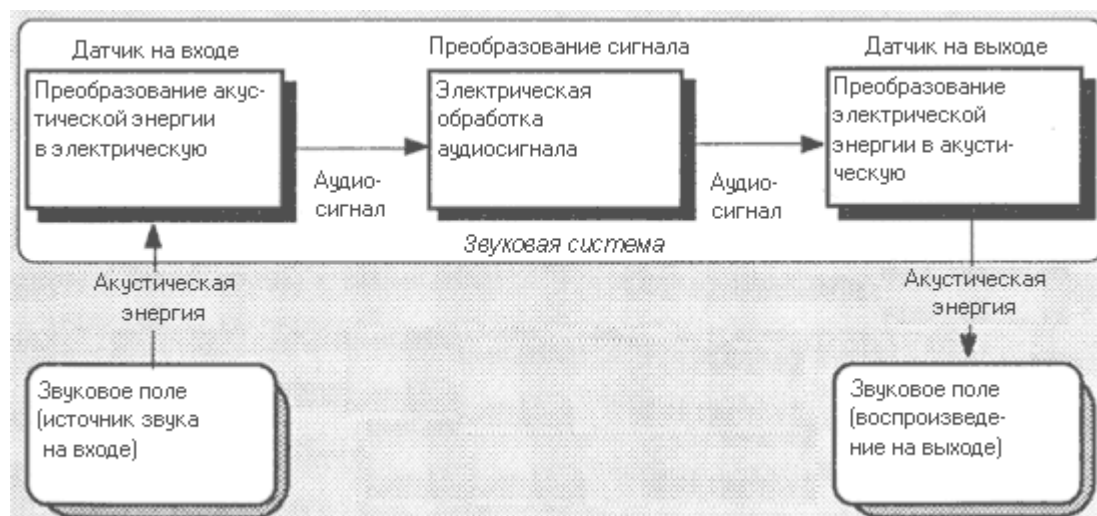 Датчик на входе
Преобразование акус-
тической энергии
в электрическую
Аудио-
сигнал
Преобразование сигнала
Электрическая
обработка
аудиосигнала
Аудио-
сигнал
Датчик на выходе
Преобразование
электрической
энергии в акусти-
ческую
Звуковая система
Акустическая
энергия
Звуковое поле
(источник звука
на входе)
Акустическая
энергия
Звуковое поле
(воспроизведе-
ние на выходе)